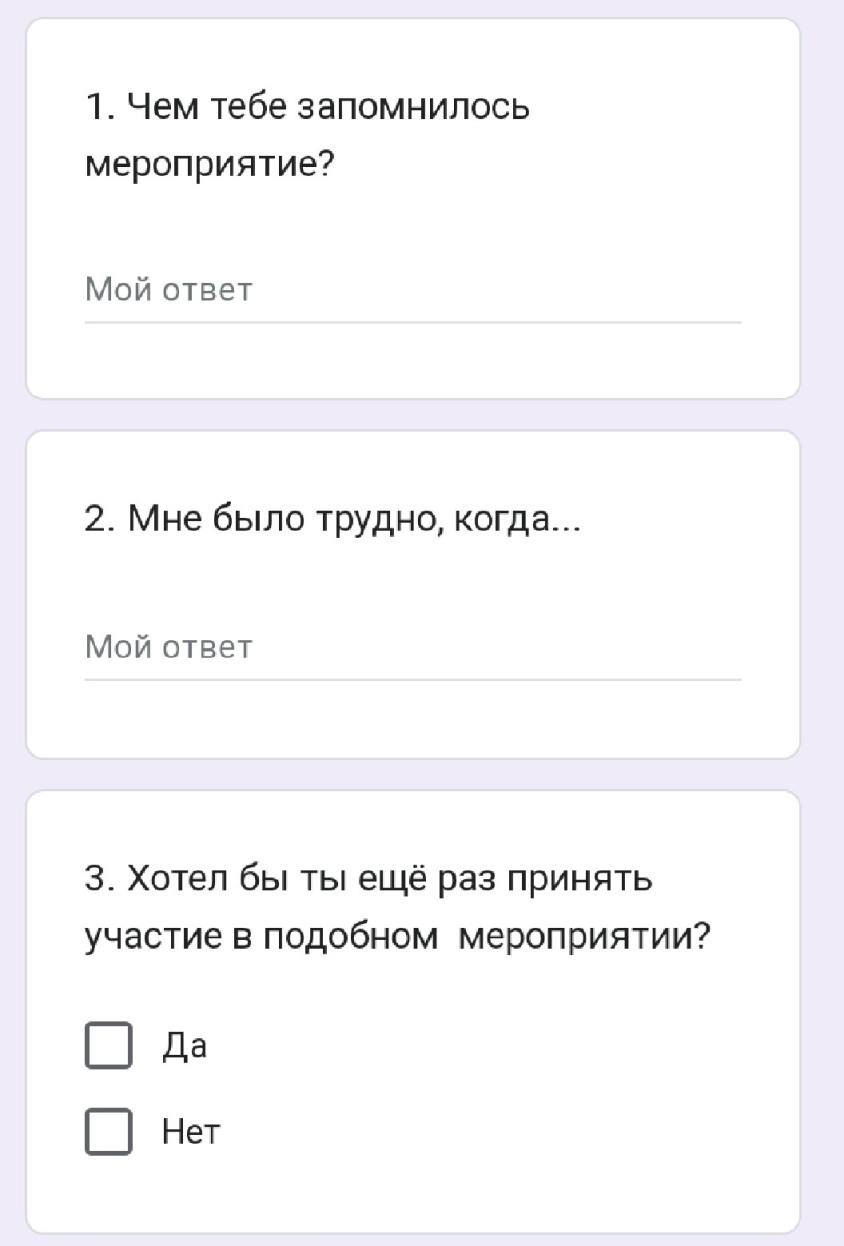 1. Чем тебе запомнилось
мероприятие?
Мой ответ
2. Мне было трудно, когда...
Мой ответ
3. Хотел бы ты ещё раз принять
участие в подобном  мероприятии?
Да
Нет